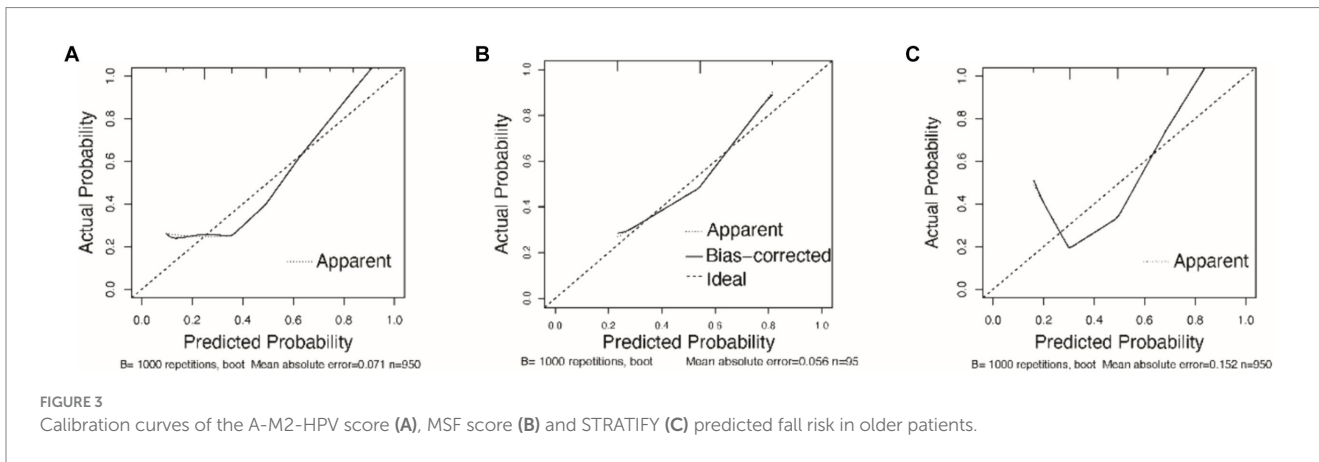 A
B
C
Actual Probability
1.0
0.8
0.6
0.4
0.2
0.0
Apparent
0.0 0.2 0.4 0.6 0.8 1.0
Predicted Probability
B= 1000 repetitions, boot Mean absolute error=0.071 n=950
Actual Probability
1.0
0.8
0.6
0.4
0.2
0.0
Apparent
Bias-corrected
Ideal
0.0 0.2 0.4 0.6 0.8 1.0
Predicted Probability
B= 1000 repetitions, boot Mean absolute error=0.056 n=95
Actual Probability
1.0
0.8
0.6
0.4
0.2
0.0
Apparent
0.0 0.2 0.4 0.6 0.8 1.0
Predicted Probability
B= 1000 repetitions, boot Mean absolute error=0.152 n=950
FIGURE 3
Calibration curves of the A-M2-HPV score (A), MSF score (B) and STRATIFY (C) predicted fall risk in older patients.